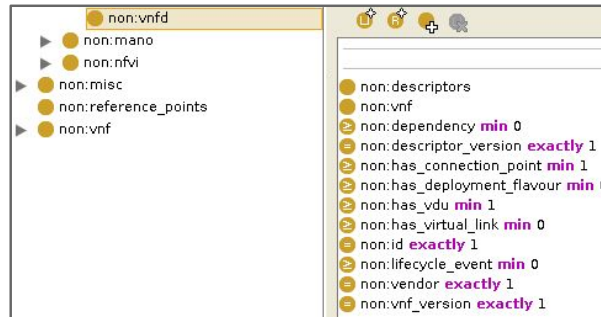 non:vnfd
non:mano
non:nfvi
non:misc
non:reference_points
non:vnf
non:descriptors
non:vnf
non:dependency min 0
non:descriptor_version exactly 1
non:has_connection_point min 1
non:has_deployment_flavour min
non:has_vdu min 1
non:has_virtual_link min 0
non:id exactly 1
non:lifecycle_event min 0
non:vendor exactly 1
non:vnf_version exactly 1